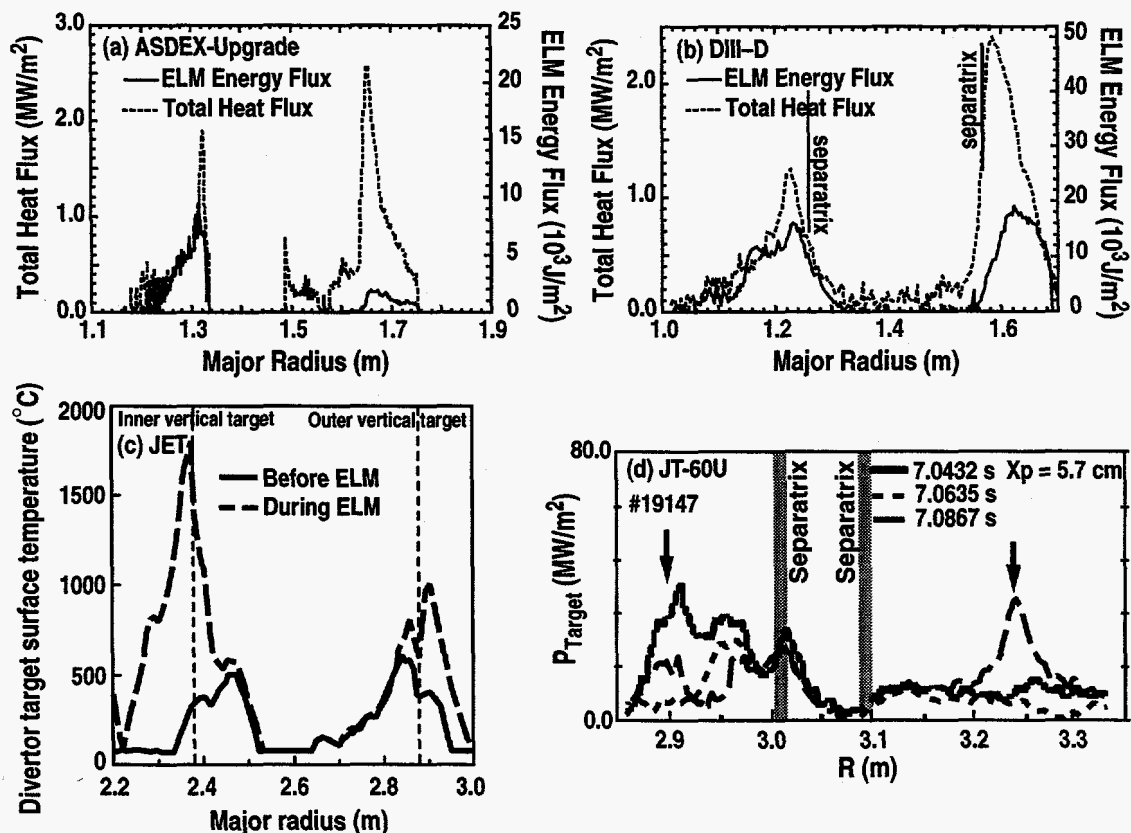 (a) ASDEX-Upgrade
ELM Energy Flux
Total Heat Flux
Total Heat Flux (MW/m²)
3.0
2.0
1.0
0.0
ELM Energy Flux (10³J/m²)
25
20
15
10
5
0
1.1 1.3 1.5 1.7 1.9
Major Radius (m)
(b) DIII–D
ELM Energy Flux
Total Heat Flux
separatrix
separatrix
Total Heat Flux (MW/m²)
2.0
1.0
0.0
ELM Energy Flux (10³J/m²)
50
40
30
20
10
0
1.0 1.2 1.4 1.6
Major Radius (m)
Divertor target surface temperature (°C)
2000
1500
1000
500
0
Inner vertical target
Outer vertical target
(c) JET
Before ELM
During ELM
2.2 2.4 2.6 2.8 3.0
Major radius (m)
P_Target (MW/m²)
80.0
0.0
(d) JT-60U
#19147
Separatrix
Separatrix
7.0432 s Xp = 5.7 cm
7.0635 s
7.0867 s
2.9 3.0 3.1 3.2 3.3
R (m)